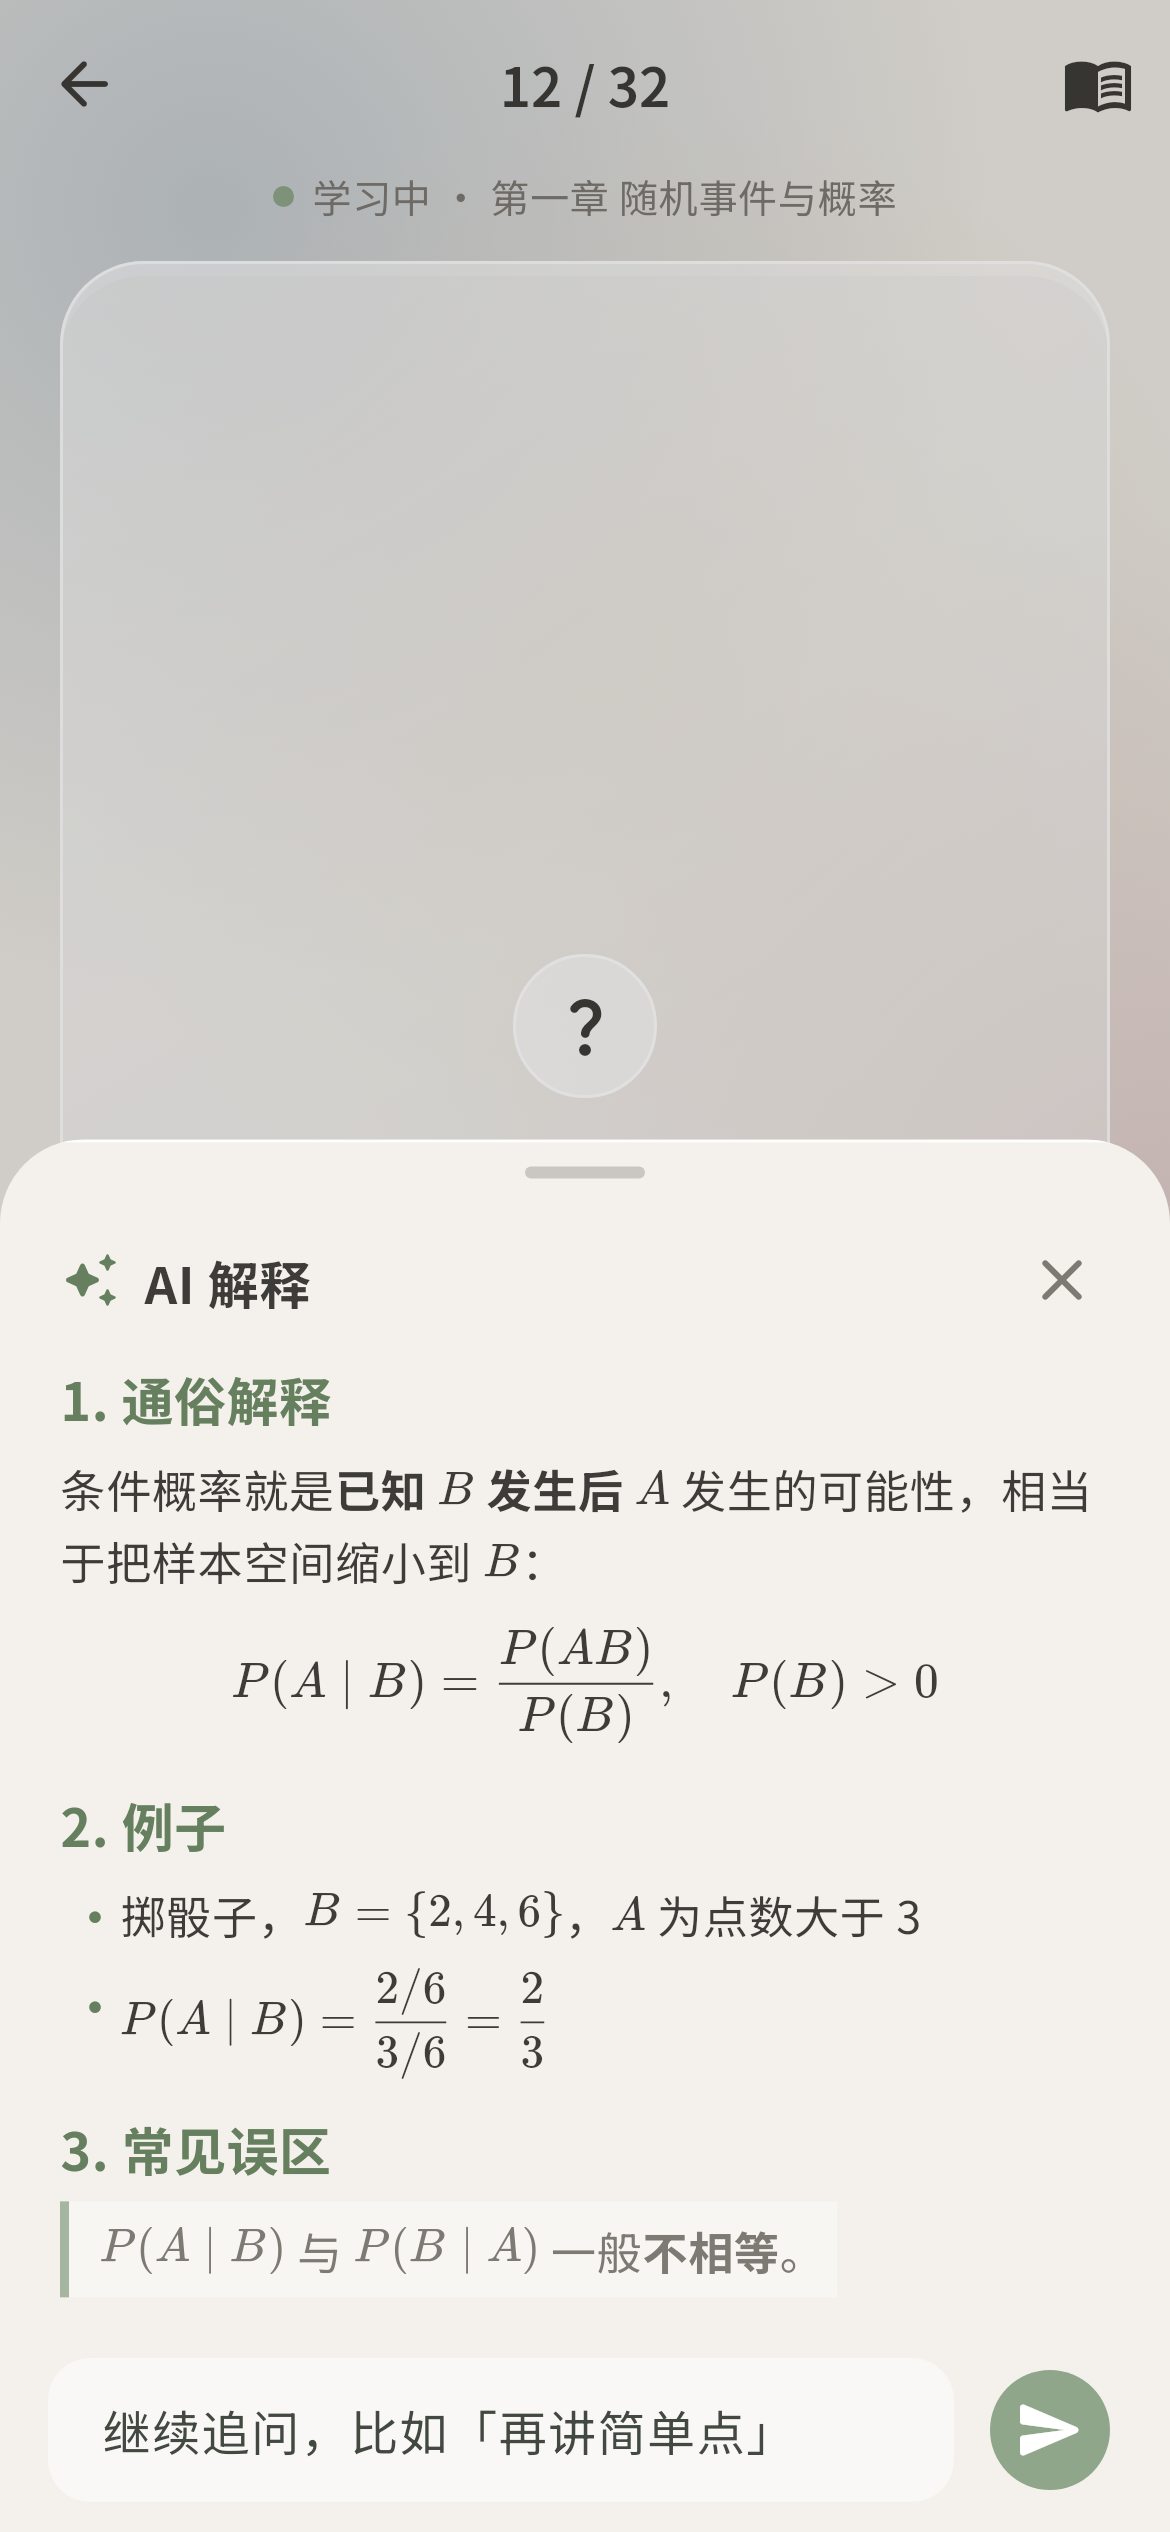 12 / 32
学习中 · 第一章 随机事件与概率
?
AI 解释
1. 通俗解释
条件概率就是已知 B 发生后 A 发生的可能性，相当
于把样本空间缩小到 B：
P(A | B) = P(AB)/P(B), P(B) > 0
2. 例子
• 掷骰子，B = {2, 4, 6}，A 为点数大于 3
• P(A | B) = (2/6)/(3/6) = 2/3
3. 常见误区
P(A | B) 与 P(B | A) 一般不相等。
继续追问，比如「再讲简单点」